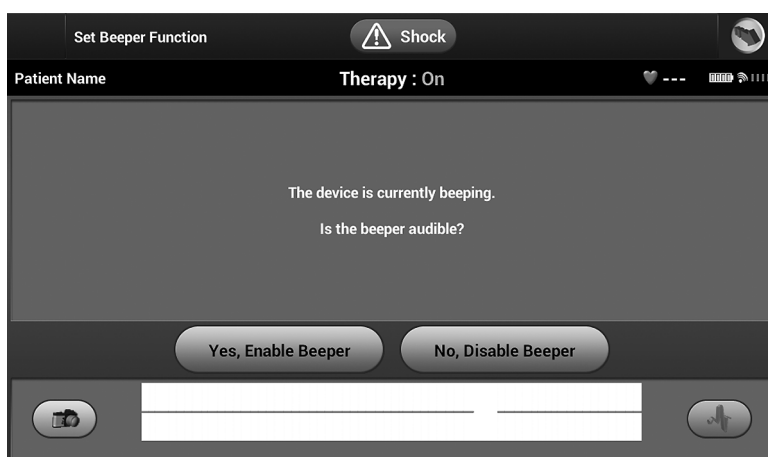 Set Beeper Function
Shock
Patient Name
Therapy : On
---
The device is currently beeping.
Is the beeper audible?
Yes, Enable Beeper
No, Disable Beeper